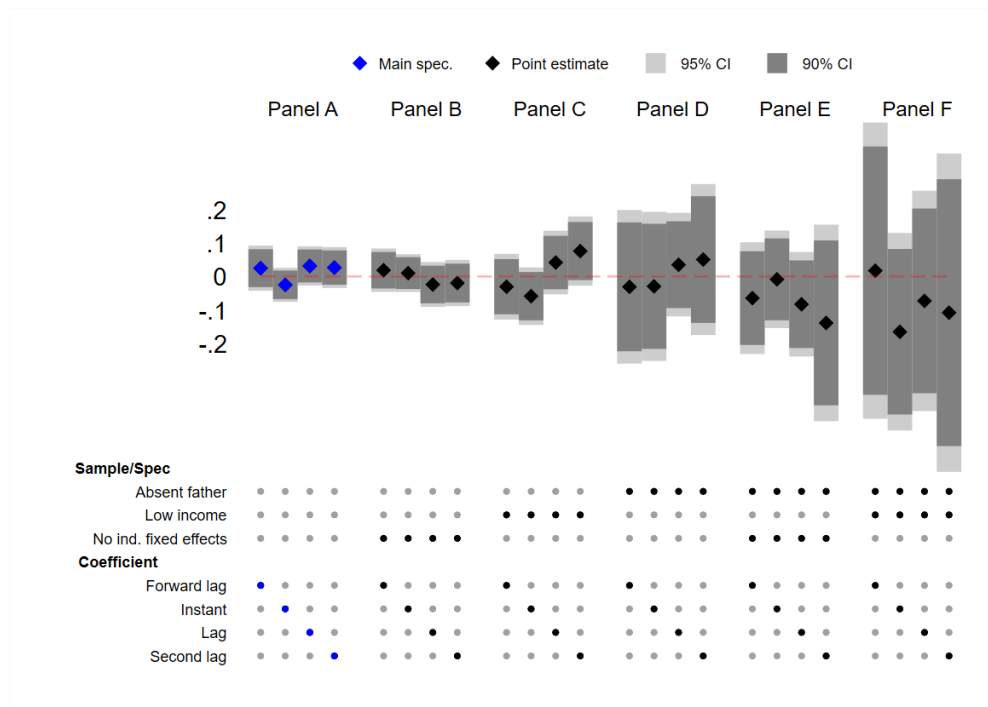 Main spec. Point estimate 95% CI 90% CI
Panel A Panel B Panel C Panel D Panel E Panel F
.2
.1
0
-.1
-.2
Sample/Spec
Absent father
Low income
No ind. fixed effects
Coefficient
Forward lag
Instant
Lag
Second lag